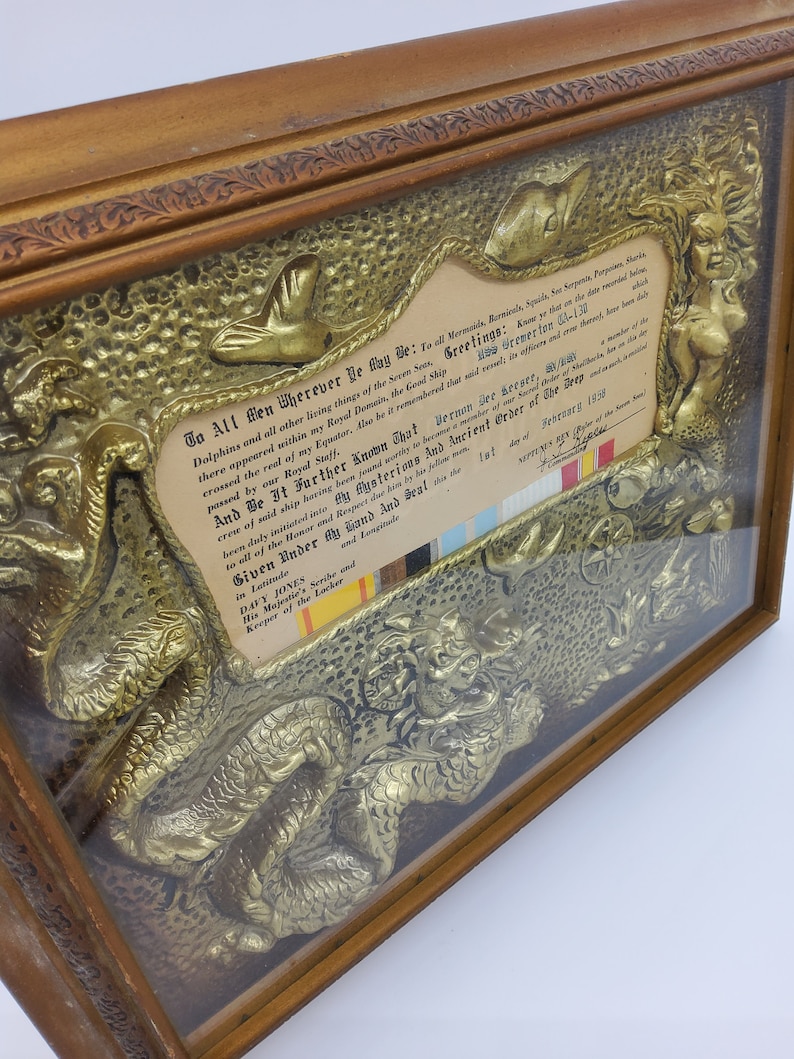 To All Men Wherever Ye May Be: To all Mermaids, Barnicals, Squids, Sea Serpents, Porpoises, Sharks,
Dolphins and all other living things of the Seven Seas, Greetings: Know ye that on the date recorded below,
there appeared within my Royal Domain, the Good Ship USS Bremerton CA-130 which
crossed the real of my Equator. Also be it remembered that said vessel; its officers and crew thereof, have been duly
passed by our Royal Staff.
And Be It Further Known That Vernon Dee Keesee, SN/USN a member of the
crew of said ship having been found worthy to become a member of our Sacred Order of Shellbacks, has on this day
been duly initiated into My Mysterious And Ancient Order of The Deep and as such, is entitled
to all of the Honor and Respect due him by his fellow men.
Given Under My Hand And Seal this the 1st day of February 1958
in Latitude and Longitude
NEPTUNUS REX (Ruler of the Seven Seas)
DAVY JONES
His Majestie's Scribe and
Keeper of the Locker
Commanding